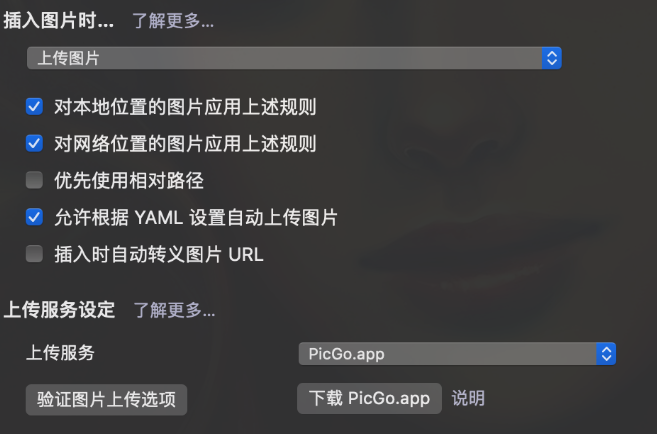 插入图片时... 了解更多...
上传图片
对本地位置的图片应用上述规则
对网络位置的图片应用上述规则
优先使用相对路径
允许根据 YAML 设置自动上传图片
插入时自动转义图片 URL
上传服务设定 了解更多...
上传服务 PicGo.app
验证图片上传选项 下载 PicGo.app 说明